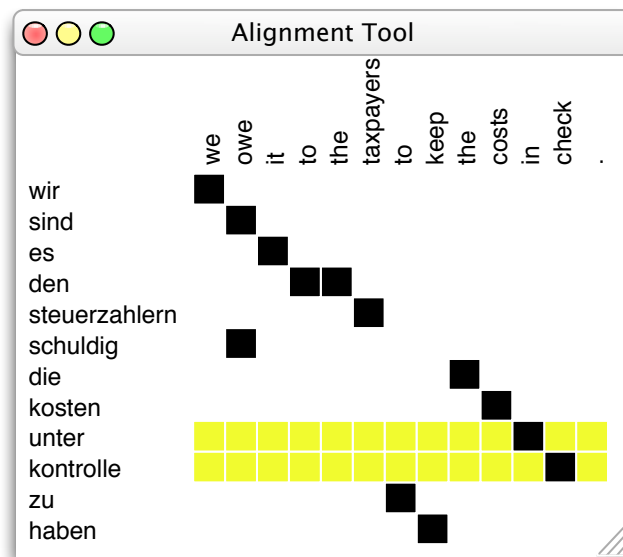 Alignment Tool
we owe it to the taxpayers to keep the costs in check .
wir
sind
es
den
steuerzahlern
schuldig
die
kosten
unter
kontrolle
zu
haben